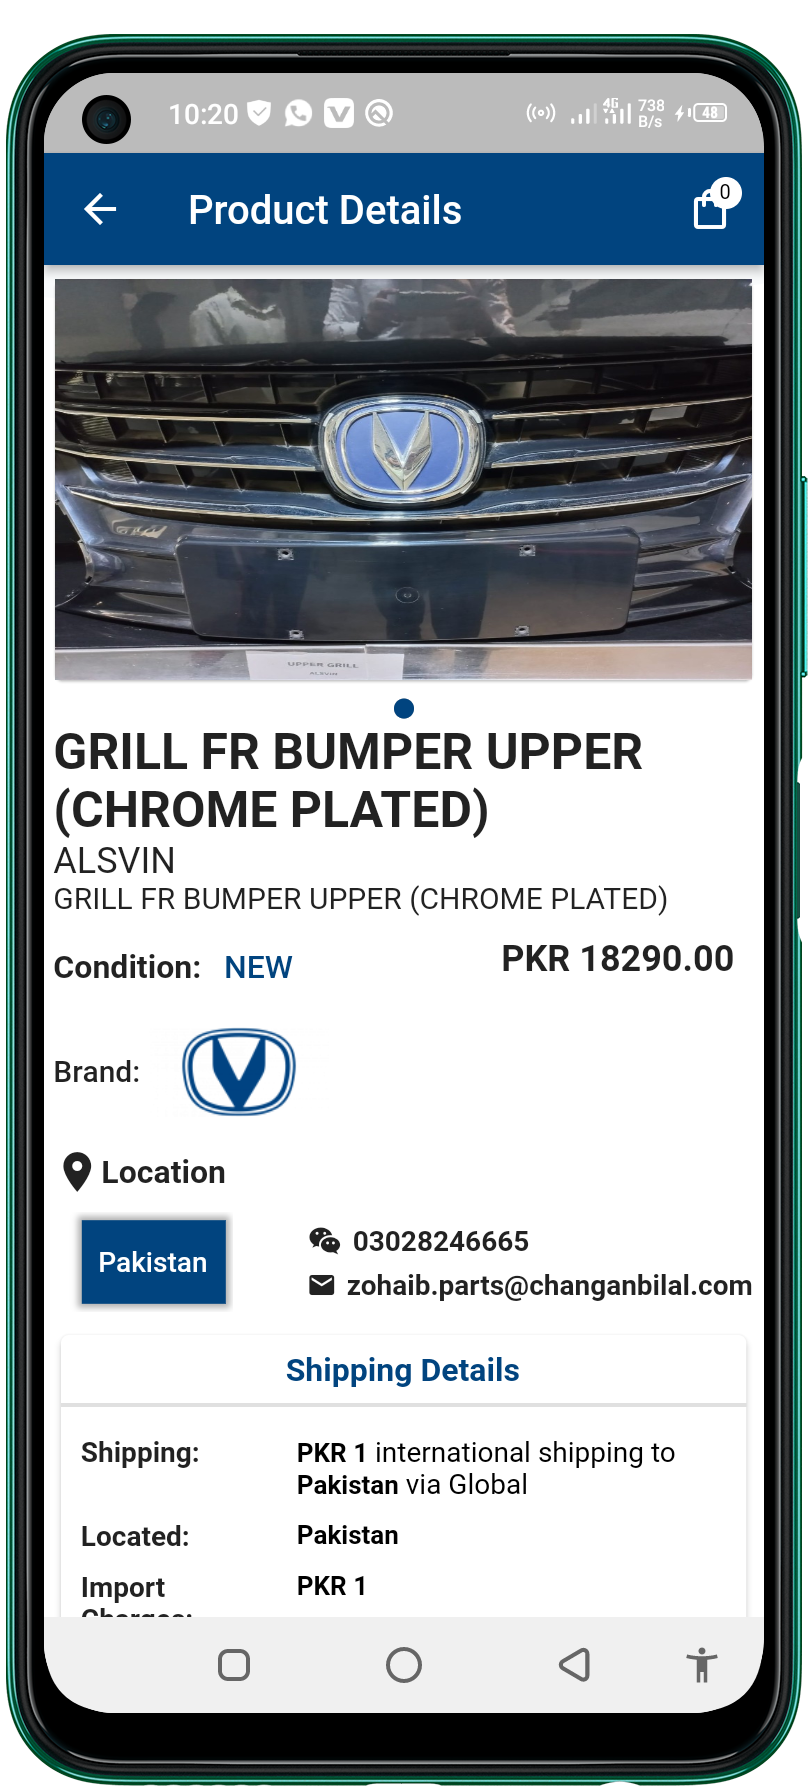 10:20
4G
738
B/s
48
Product Details
0
UPPER GRILL
ALSVIN
GRILL FR BUMPER UPPER
(CHROME PLATED)
ALSVIN
GRILL FR BUMPER UPPER (CHROME PLATED)
Condition: NEW
PKR 18290.00
Brand:
Location
Pakistan
03028246665
zohaib.parts@changanbilal.com
Shipping Details
Shipping: PKR 1 international shipping to
Pakistan via Global
Located: Pakistan
Import PKR 1
Charges: